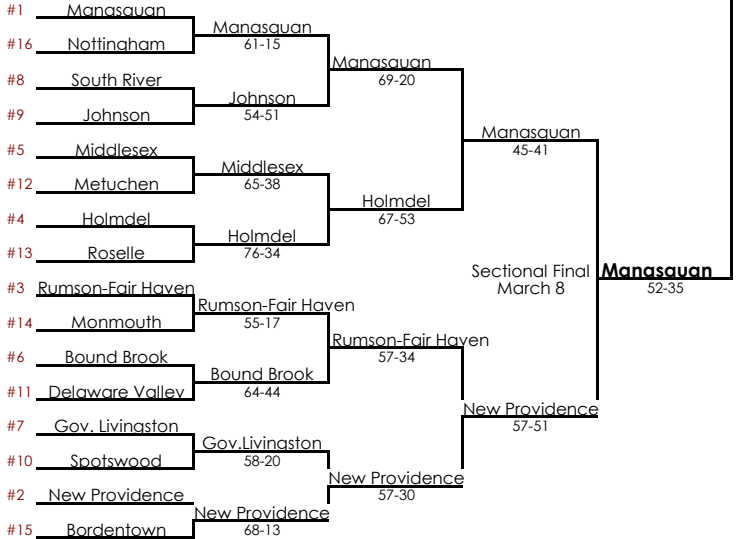 #1 Manasquan
Manasquan
#16 Nottingham
61-15
Manasquan
69-20
#8 South River
Johnson
#9 Johnson
54-51
Manasquan
45-41
#5 Middlesex
Middlesex
#12 Metuchen
65-38
Holmdel
67-53
#4 Holmdel
Holmdel
#13 Roselle
76-34
Sectional Final
March 8
Manasquan
52-35
#3 Rumson-Fair Haven
Rumson-Fair Haven
#14 Monmouth
55-17
Rumson-Fair Haven
57-34
#6 Bound Brook
Bound Brook
#11 Delaware Valley
64-44
New Providence
57-51
#7 Gov. Livingston
Gov.Livingston
#10 Spotswood
58-20
New Providence
57-30
#2 New Providence
New Providence
#15 Bordentown
68-13